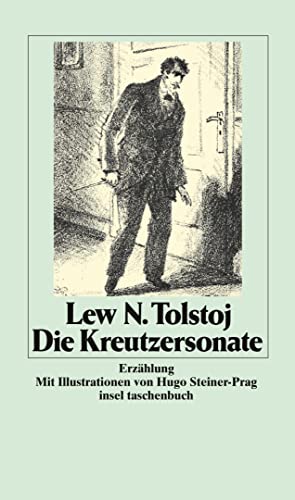 Lew N. Tolstoj
Die Kreutzersonate
Erzählung
Mit Illustrationen von Hugo Steiner-Prag
insel taschenbuch